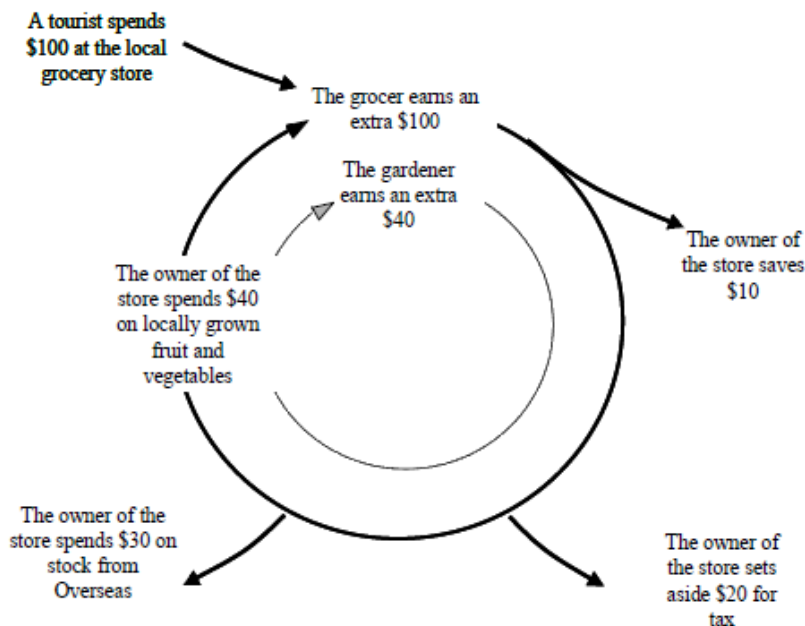 A tourist spends
$100 at the local
grocery store
The grocer earns an
extra $100
The gardener
earns an extra
$40
The owner of
the store saves
$10
The owner of the
store spends $40
on locally grown
fruit and
vegetables
The owner of the
store spends $30 on
stock from
Overseas
The owner of
the store sets
aside $20 for
tax